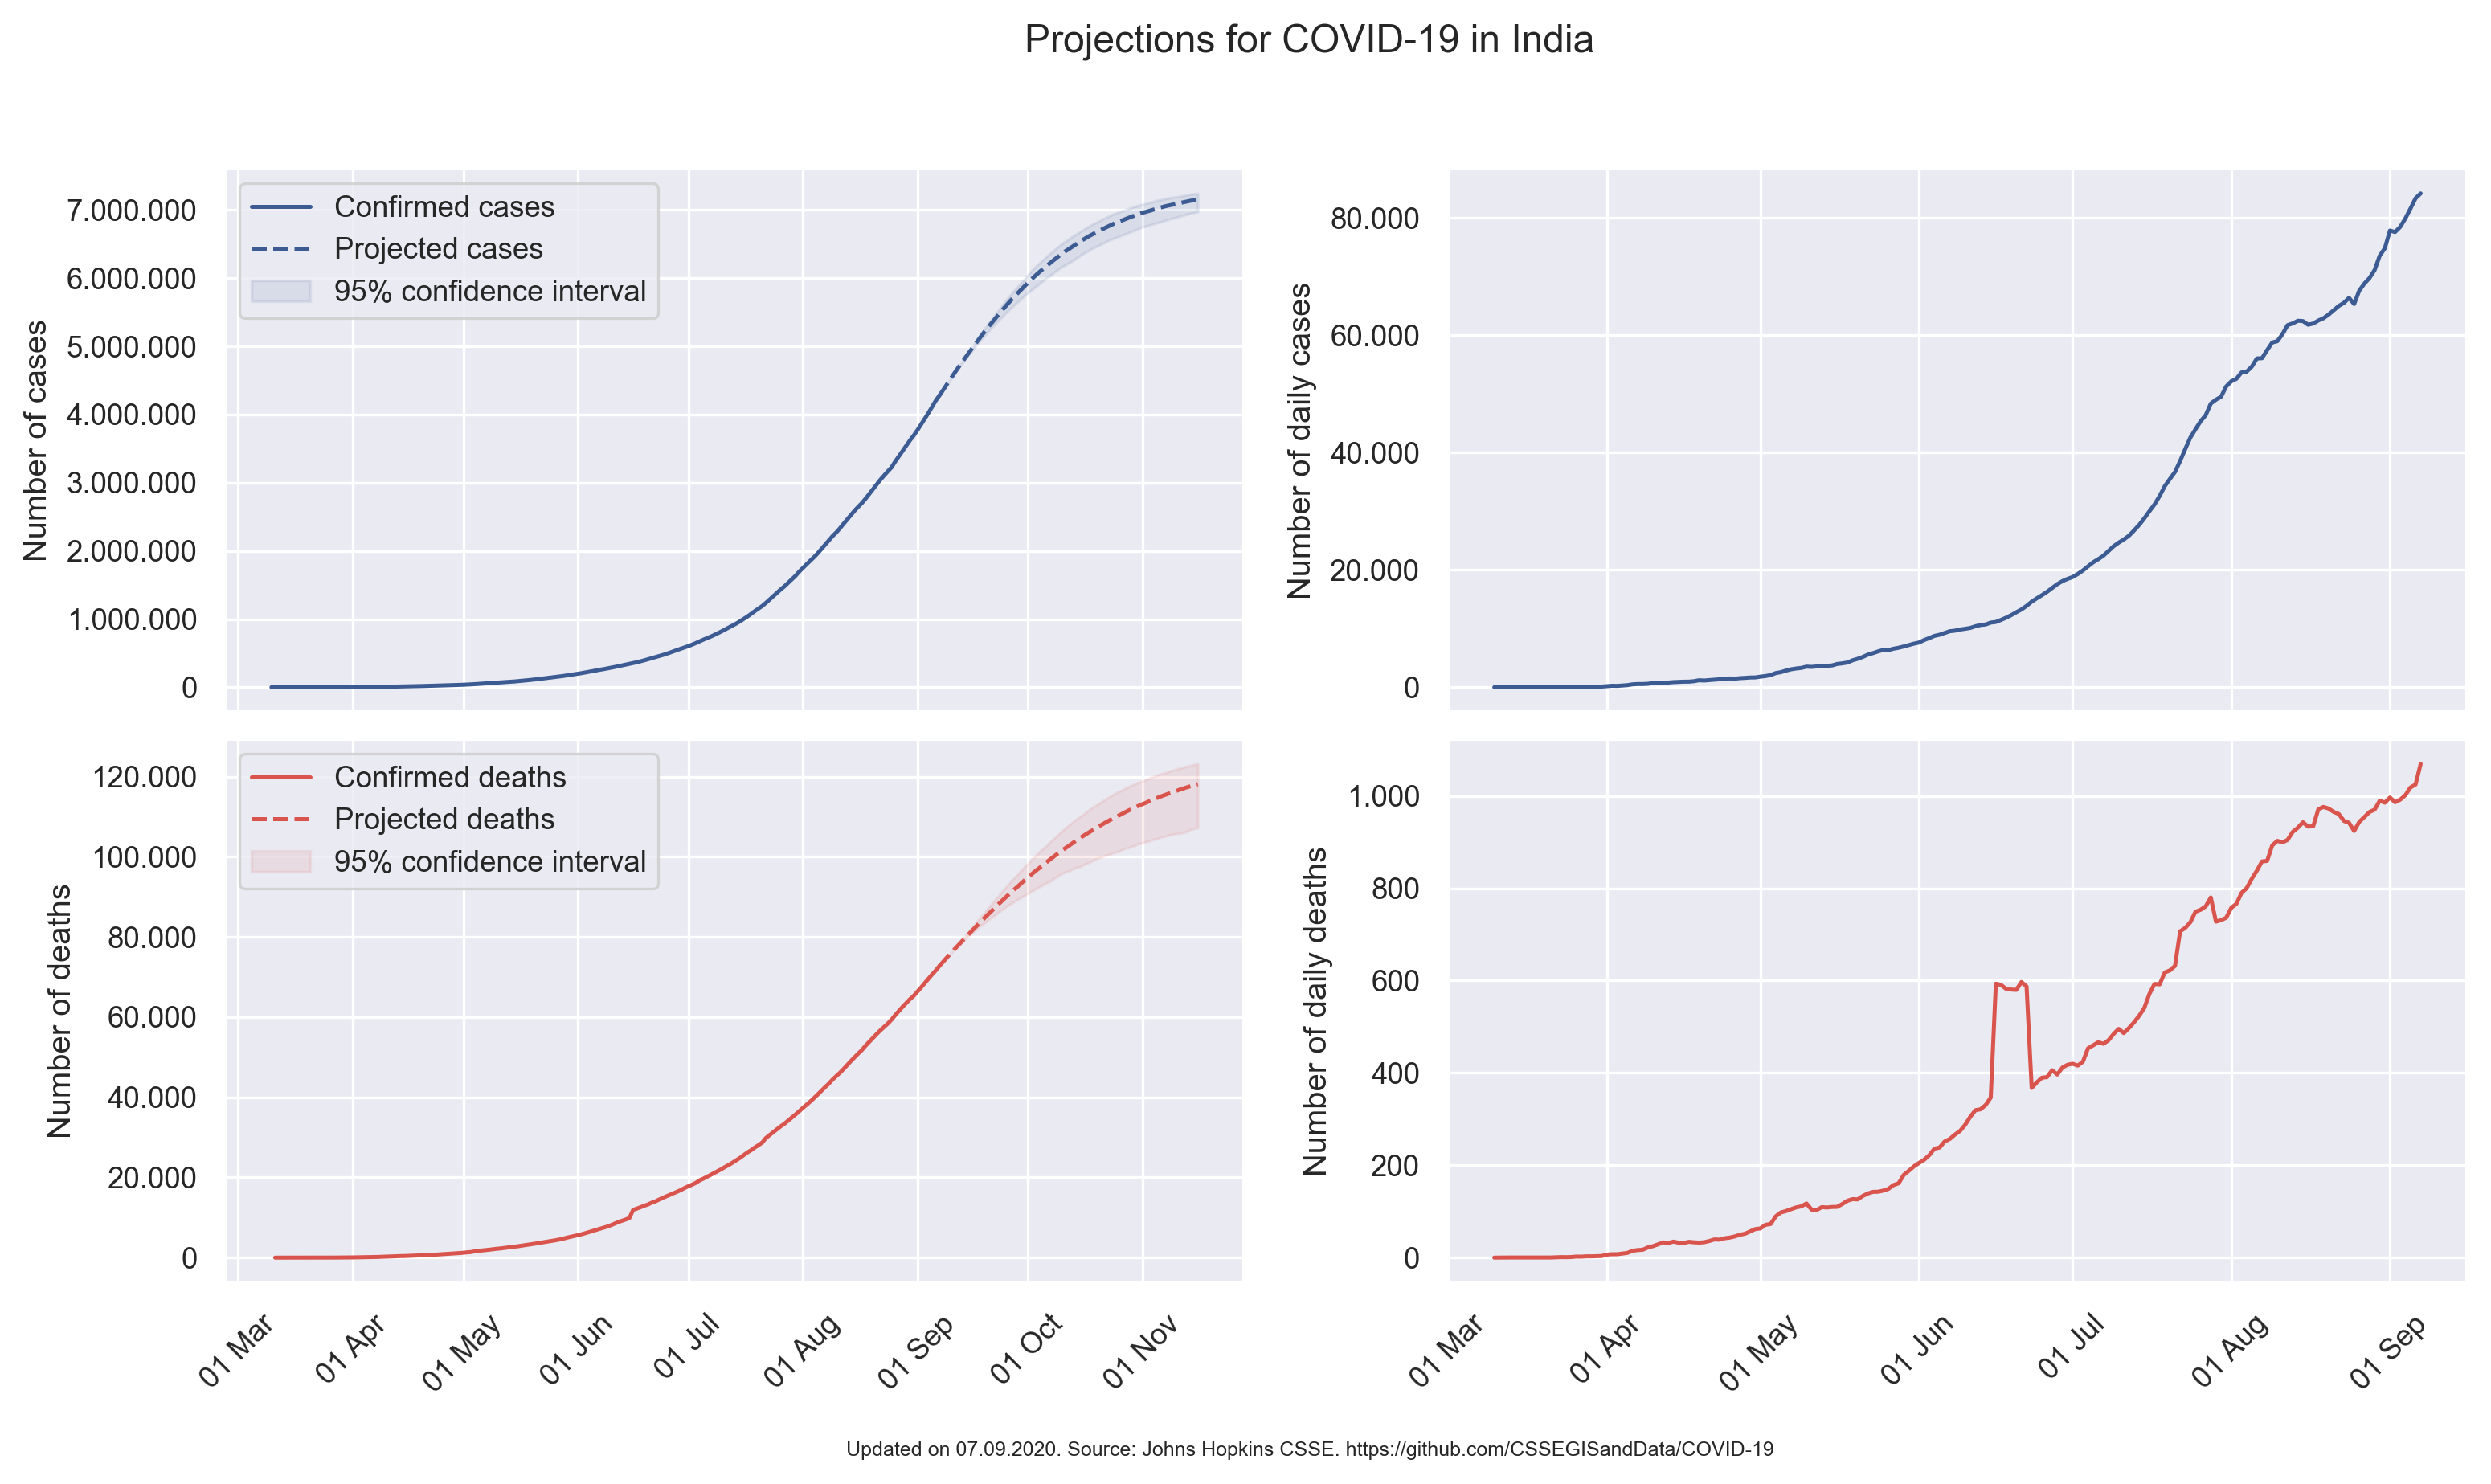 Projections for COVID-19 in India
Number of cases
7.000.000
6.000.000
5.000.000
4.000.000
3.000.000
2.000.000
1.000.000
0
Confirmed cases
Projected cases
95% confidence interval
Number of daily cases
80.000
60.000
40.000
20.000
0
Number of deaths
120.000
100.000
80.000
60.000
40.000
20.000
0
Confirmed deaths
Projected deaths
95% confidence interval
01 Mar
01 Apr
01 May
01 Jun
01 Jul
01 Aug
01 Sep
01 Oct
01 Nov
Number of daily deaths
1.000
800
600
400
200
0
01 Mar
01 Apr
01 May
01 Jun
01 Jul
01 Aug
01 Sep
Updated on 07.09.2020. Source: Johns Hopkins CSSE. https://github.com/CSSEGISandData/COVID-19